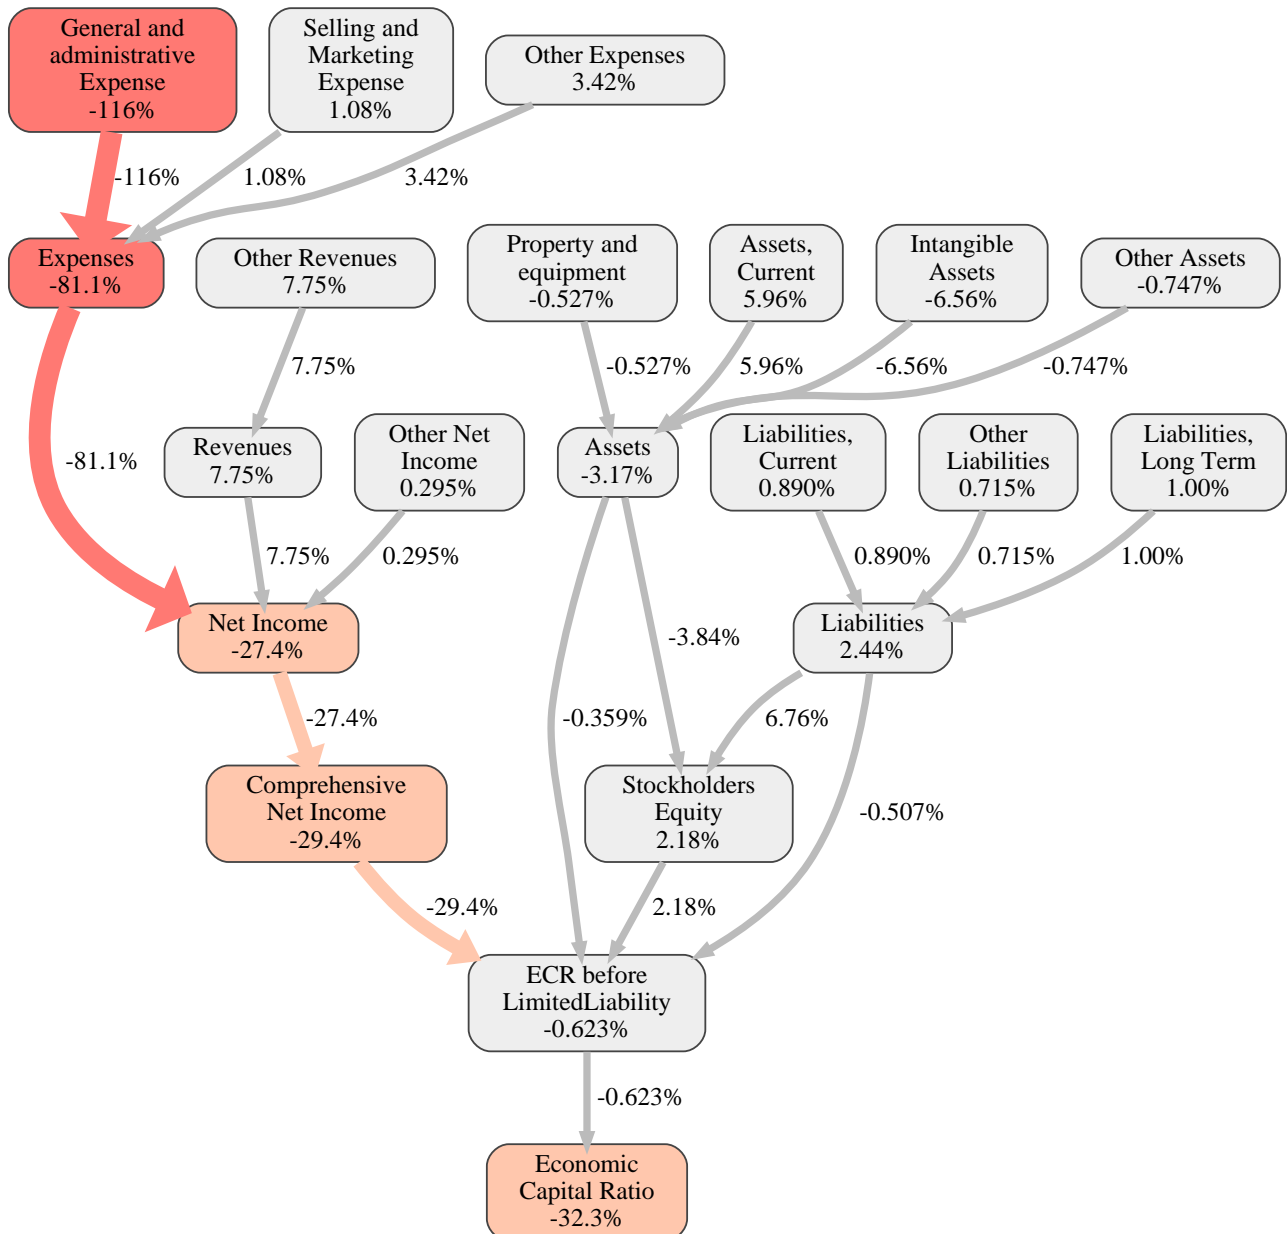 General and
administrative
Expense
-116%
Selling and
Marketing
Expense
1.08%
Other Expenses
3.42%
-116%
1.08%
3.42%
Expenses
-81.1%
Other Revenues
7.75%
Property and
equipment
-0.527%
Assets,
Current
5.96%
Intangible
Assets
-6.56%
Other Assets
-0.747%
7.75%
-0.527%
5.96%
-6.56%
-0.747%
-81.1%
Revenues
7.75%
Other Net
Income
0.295%
Assets
-3.17%
Liabilities,
Current
0.890%
Other
Liabilities
0.715%
Liabilities,
Long Term
1.00%
7.75%
0.295%
0.890%
0.715%
1.00%
Net Income
-27.4%
-3.84%
Liabilities
2.44%
-27.4%
-0.359%
6.76%
Comprehensive
Net Income
-29.4%
Stockholders
Equity
2.18%
-0.507%
-29.4%
2.18%
ECR before
LimitedLiability
-0.623%
-0.623%
Economic
Capital Ratio
-32.3%